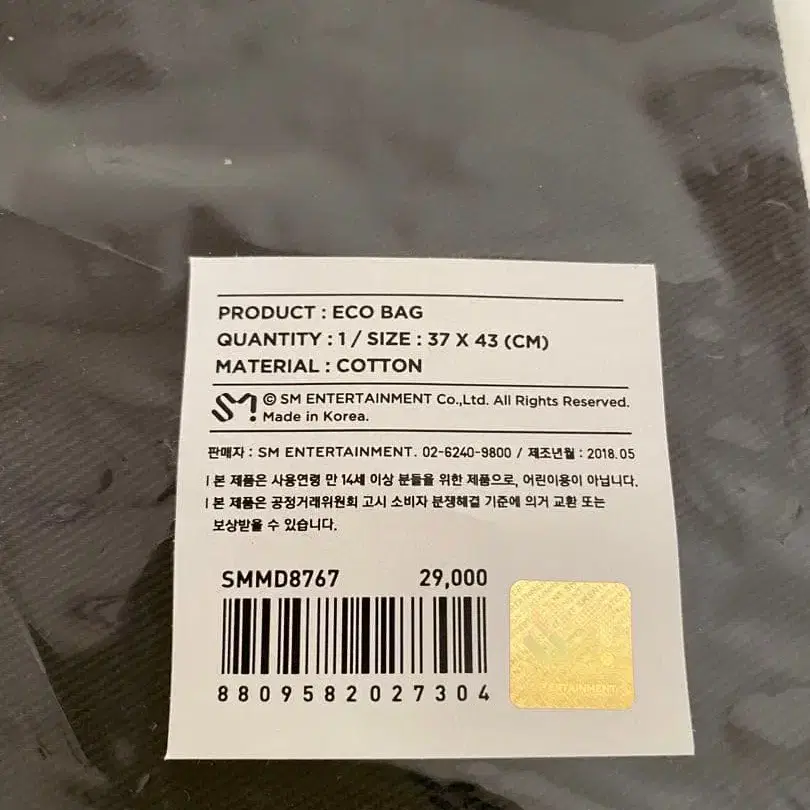 PRODUCT : ECO BAG
QUANTITY : 1 / SIZE : 37 X 43 (CM)
MATERIAL : COTTON
SM! © SM ENTERTAINMENT Co.,Ltd. All Rights Reserved.
Made in Korea.
판매자 : SM ENTERTAINMENT. 02-6240-9800 / 제조년월 : 2018.05
| 본 제품은 사용연령 만 14세 이상 분들을 위한 제품으로, 어린이용이 아닙니다.
| 본 제품은 공정거래위원회 고시 소비자 분쟁해결 기준에 의거 교환 또는
보상받을 수 있습니다.
SMMD8767 29,000
8809582027304
ENTERTAINMENT